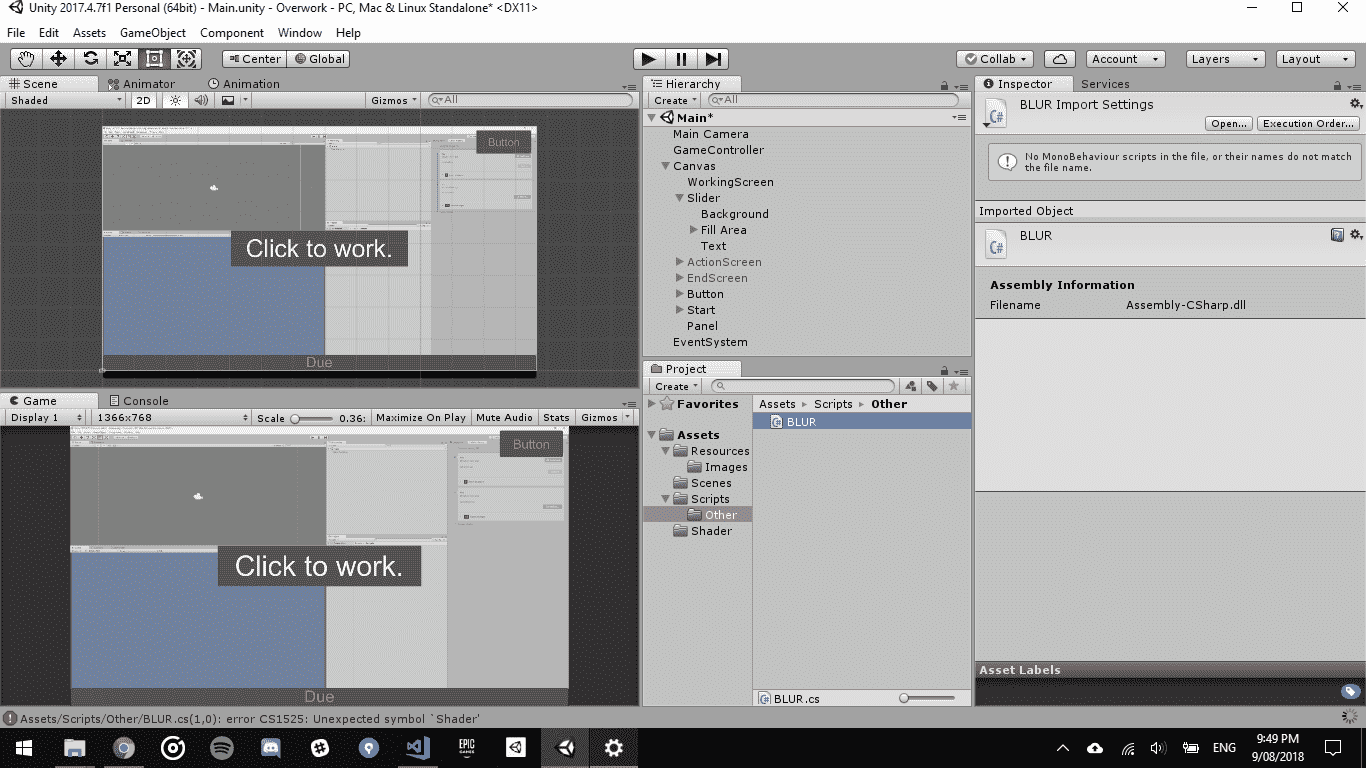 Unity 2017.4.7f1 Personal (64bit) - Main.unity - Overwork - PC, Mac & Linux Standalone* <DX11>
File Edit Assets GameObject Component Window Help
Center Global
Collab Account Layers Layout
Scene Animator Animation
Shaded 2D Gizmos All
Button
Click to work.
Due
Game Console
Display 1 1366x768 Scale 0.36: Maximize On Play Mute Audio Stats Gizmos
Button
Click to work.
Due
Hierarchy
Create All
Main*
Main Camera
GameController
Canvas
WorkingScreen
Slider
Background
Fill Area
Text
ActionScreen
EndScreen
Button
Start
Panel
EventSystem
Project
Create
Favorites
Assets
Resources
Images
Scenes
Scripts
Other
Shader
Assets Scripts Other
BLUR
BLUR.cs
Inspector Services
BLUR Import Settings
Open... Execution Order...
No MonoBehaviour scripts in the file, or their names do not match
the file name.
Imported Object
BLUR
Assembly Information
Filename Assembly-CSharp.dll
Asset Labels
Assets/Scripts/Other/BLUR.cs(1,0): error CS1525: Unexpected symbol `Shader'
EPIC
GAMES
ENG
9:49 PM
9/08/2018